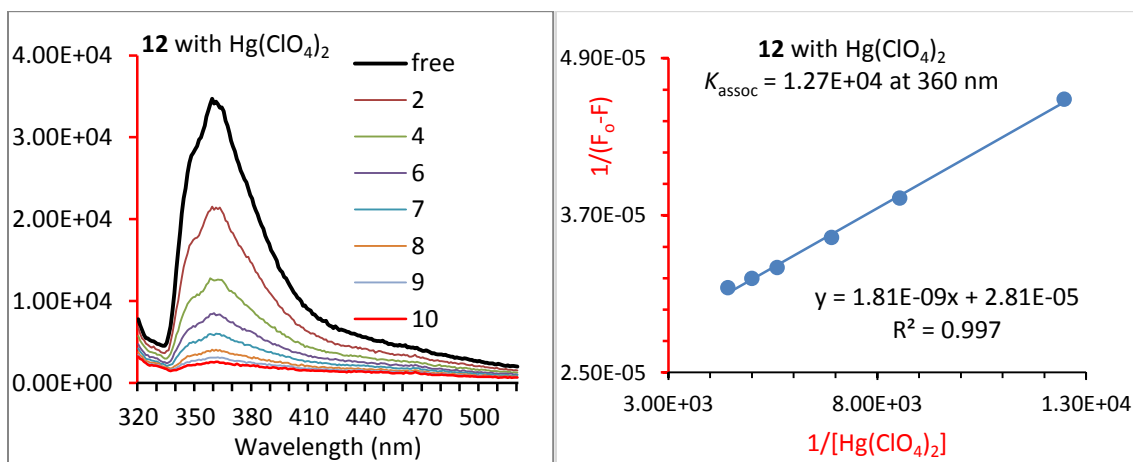 12 with Hg(ClO4)2
4.00E+04
3.00E+04
2.00E+04
1.00E+04
0.00E+00
free
2
4
6
7
8
9
10
320 350 380 410 440 470 500
Wavelength (nm)
12 with Hg(ClO4)2
Kassoc = 1.27E+04 at 360 nm
4.90E-05
3.70E-05
2.50E-05
1/(Fo-F)
y = 1.81E-09x + 2.81E-05
R² = 0.997
3.00E+03 8.00E+03 1.30E+04
1/[Hg(ClO4)2]